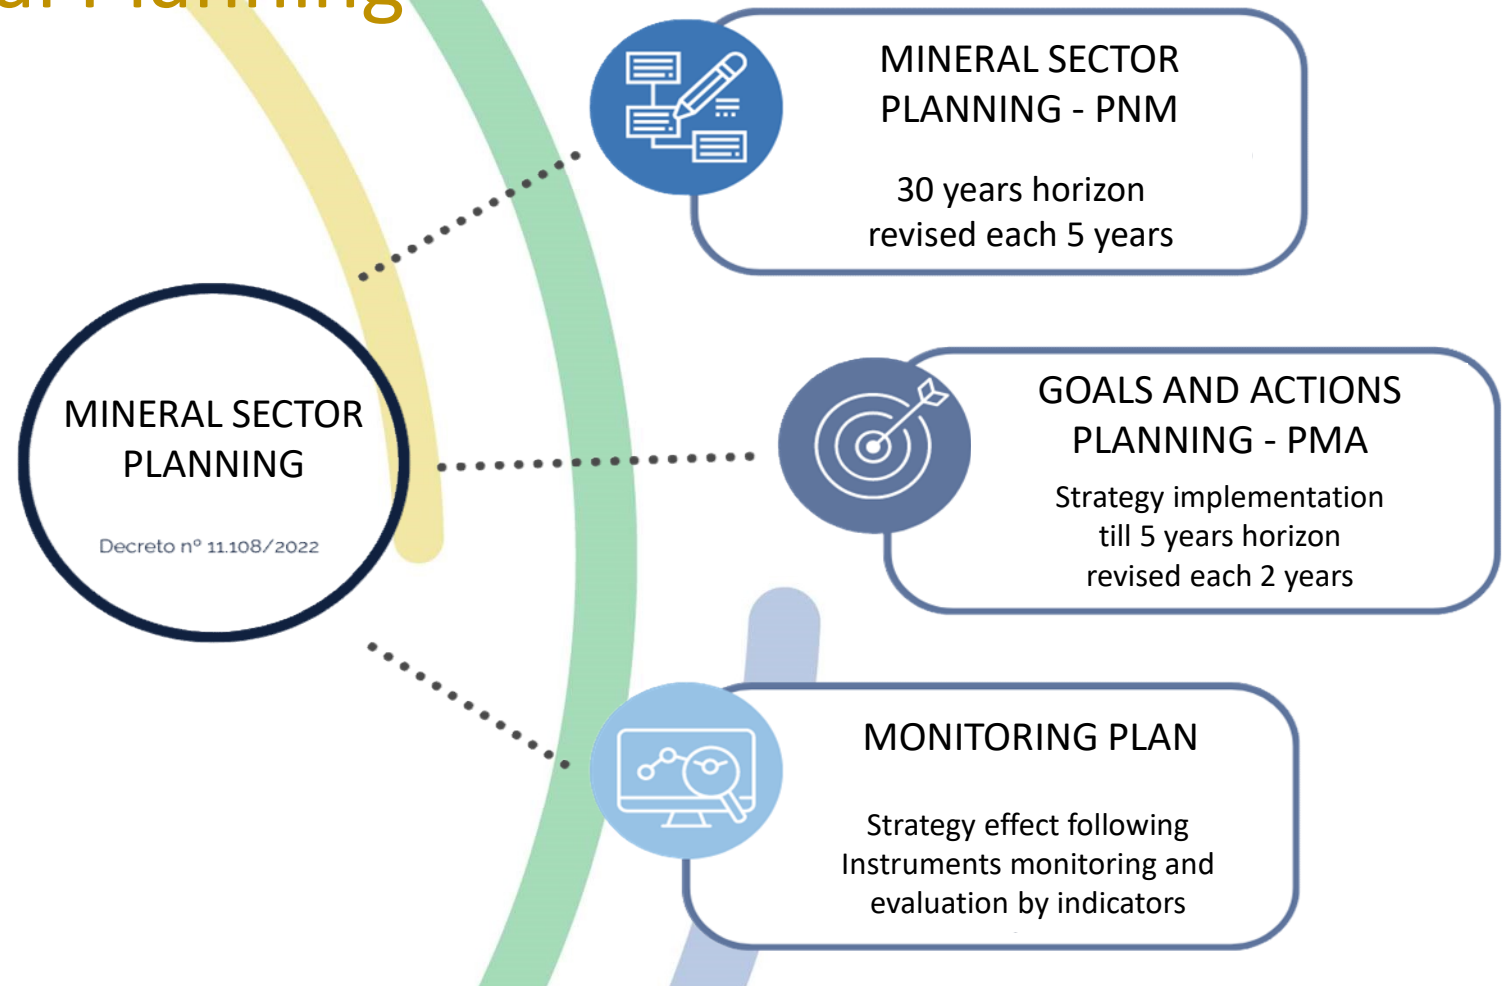 Planning
MINERAL SECTOR
PLANNING - PNM
30 years horizon
revised each 5 years
MINERAL SECTOR
PLANNING
Decreto nº 11.108/2022
GOALS AND ACTIONS
PLANNING - PMA
Strategy implementation
till 5 years horizon
revised each 2 years
MONITORING PLAN
Strategy effect following
Instruments monitoring and
evaluation by indicators